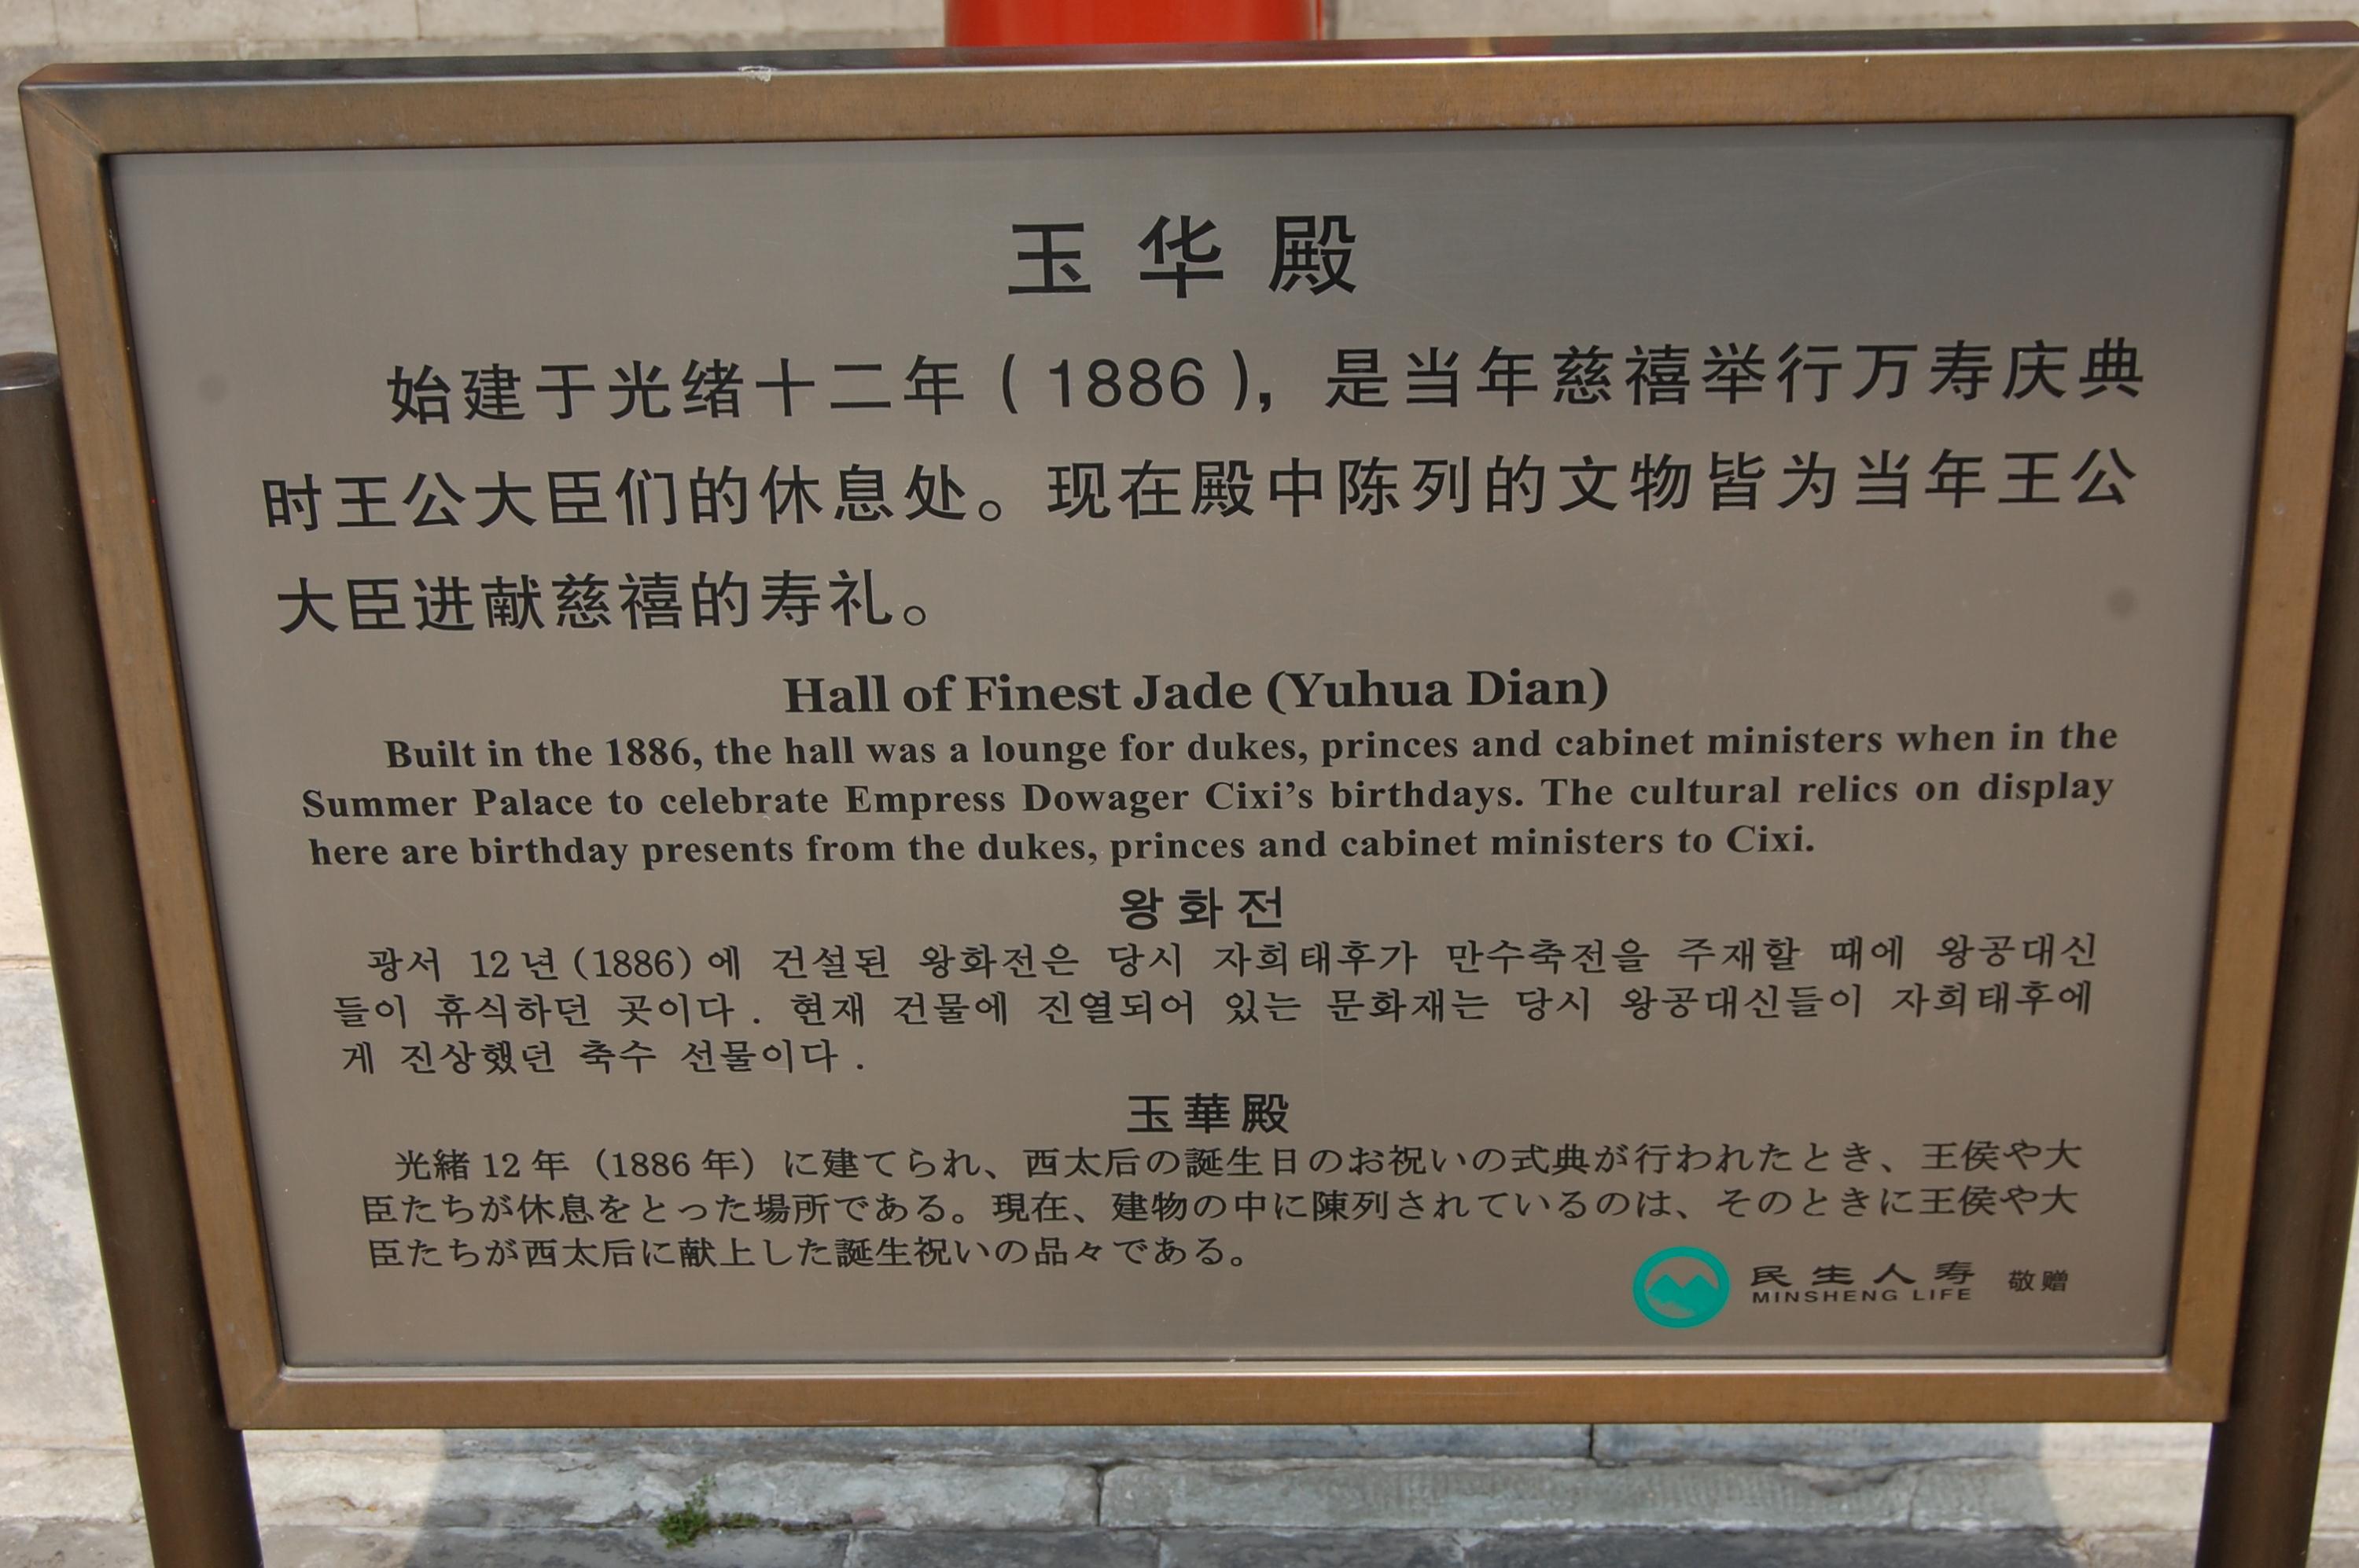 玉华殿
始建于光绪十二年(1886)，是当年慈禧举行万寿庆典
时王公大臣们的休息处。现在殿中陈列的文物皆为当年王公
大臣进献慈禧的寿礼。
Hall of Finest Jade (Yuhua Dian)
Built in the 1886, the hall was a lounge for dukes, princes and cabinet ministers when in the
Summer Palace to celebrate Empress Dowager Cixi's birthdays. The cultural relics on display
here are birthday presents from the dukes, princes and cabinet ministers to Cixi.
왕화전
광서 12년(1886)에 건설된 왕화전은 당시 자희태후가 만수축전을 주재할 때에 왕공대신
들이 휴식하던 곳이다. 현재 건물에 진열되어 있는 문화재는 당시 왕공대신들이 자희태후에
게 진상했던 축수 선물이다.
玉華殿
光緒12年（1886年）に建てられ、西太后の誕生日のお祝いの式典が行われたとき、王侯や大
臣たちが休息をとった場所である。現在、建物の中に陳列されているのは、そのときに王侯や大
臣たちが西太后に献上した誕生祝いの品々である。
民生人寿 敬赠
MINSHENG LIFE